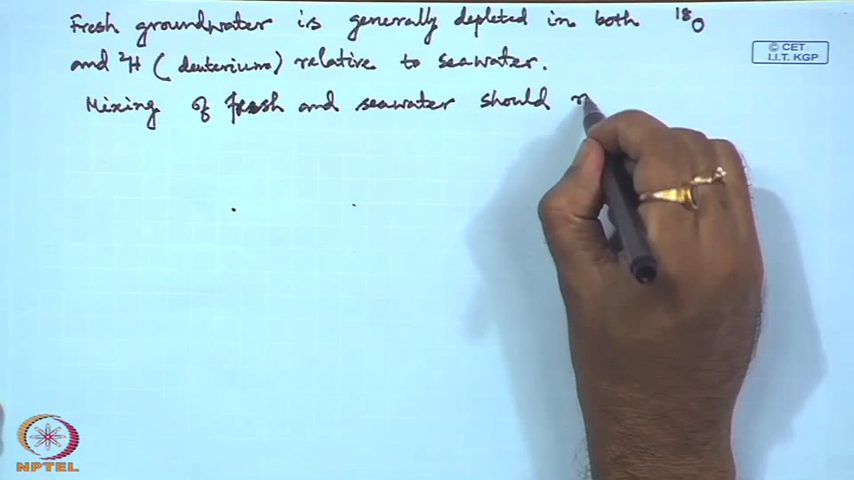 Fresh groundwater is generally depleted in both ¹⁸O
and ²H (deuterium) relative to seawater.
Mixing of fresh and seawater should
© CET
I.I.T. KGP
NPTEL